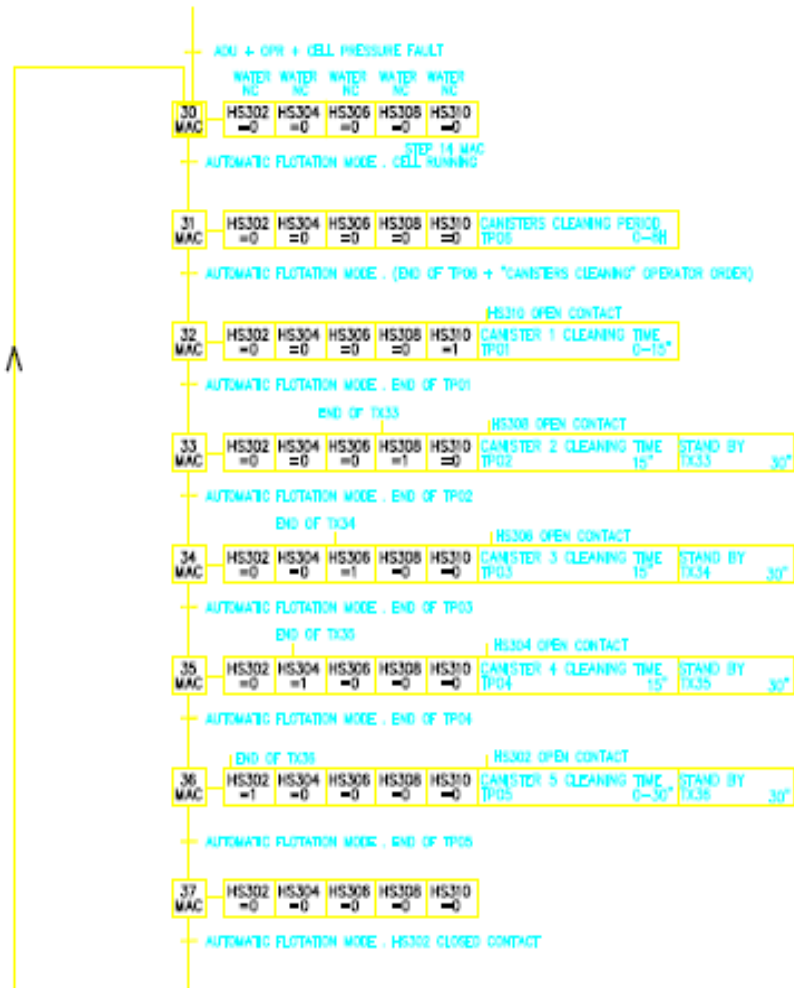 ADU + OPR + CELL PRESSURE FAULT
WATER WATER WATER WATER WATER
NC NC NC NC NC
30 HS302 HS304 HS306 HS308 HS310
MAC =0 =0 =0 =0 =0
STEP 14 MAC
AUTOMATIC FLOTATION MODE . CELL RUNNING
31 HS302 HS304 HS306 HS308 HS310 CANISTERS CLEANING PERIOD
MAC =0 =0 =0 =0 =0 TP06 0-8H
AUTOMATIC FLOTATION MODE . (END OF TP06 + "CANISTERS CLEANING" OPERATOR ORDER)
HS310 OPEN CONTACT
32 HS302 HS304 HS306 HS308 HS310 CANISTER 1 CLEANING TIME
MAC =0 =0 =0 =0 =1 TP01 0-15"
AUTOMATIC FLOTATION MODE . END OF TP01
END OF TX33
HS308 OPEN CONTACT
33 HS302 HS304 HS306 HS308 HS310 CANISTER 2 CLEANING TIME STAND BY
MAC =0 =0 =0 =1 =0 TP02 15" TX33 30"
AUTOMATIC FLOTATION MODE . END OF TP02
END OF TX34
HS306 OPEN CONTACT
34 HS302 HS304 HS306 HS308 HS310 CANISTER 3 CLEANING TIME STAND BY
MAC =0 =0 =1 =0 =0 TP03 15" TX34 30"
AUTOMATIC FLOTATION MODE . END OF TP03
END OF TX35
HS304 OPEN CONTACT
35 HS302 HS304 HS306 HS308 HS310 CANISTER 4 CLEANING TIME STAND BY
MAC =0 =1 =0 =0 =0 TP04 15" TX35 30"
AUTOMATIC FLOTATION MODE . END OF TP04
END OF TX36 HS302 OPEN CONTACT
36 HS302 HS304 HS306 HS308 HS310 CANISTER 5 CLEANING TIME STAND BY
MAC =1 =0 =0 =0 =0 TP05 0-30" TX36 30"
AUTOMATIC FLOTATION MODE . END OF TP05
37 HS302 HS304 HS306 HS308 HS310
MAC =0 =0 =0 =0 =0
AUTOMATIC FLOTATION MODE . HS302 CLOSED CONTACT